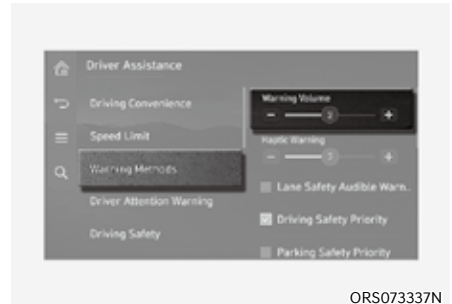 Driver Assistance
Driving Convenience
Speed Limit
Warning Methods
Driver Attention Warning
Driving Safety
Warning Volume
- 2 +
Haptic Warning
- 2 +
Lane Safety Audible Warn..
Driving Safety Priority
Parking Safety Priority
ORS073337N